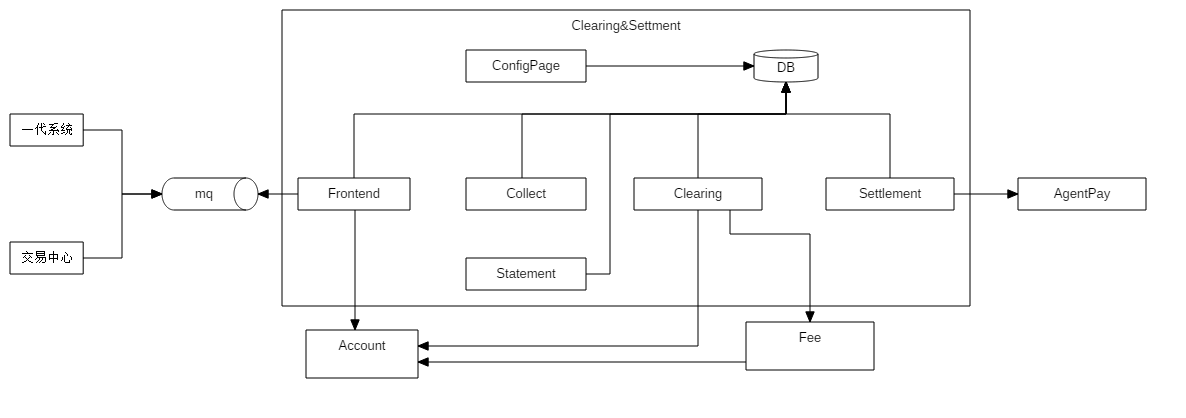 Clearing&Settment
ConfigPage
DB
一代系统
mq
Frontend
Collect
Clearing
Settlement
AgentPay
交易中心
Statement
Account
Fee